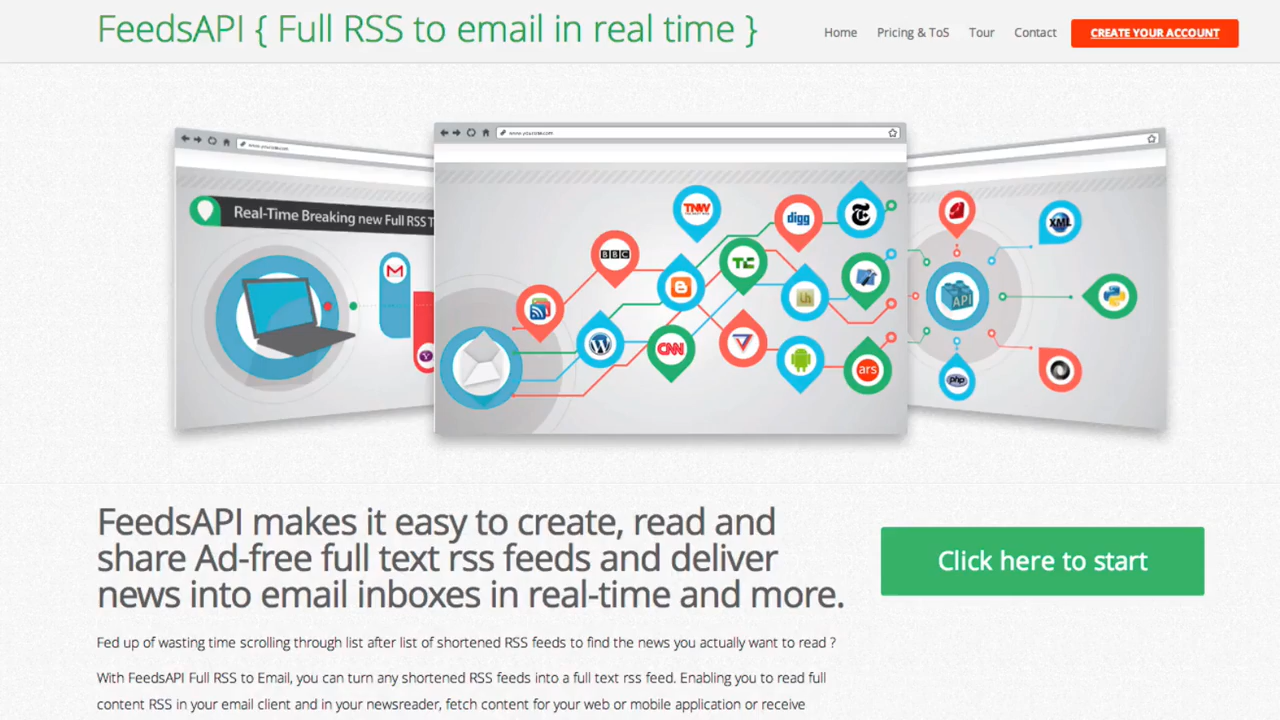 FeedsAPI { Full RSS to email in real time }
Home Pricing & ToS Tour Contact CREATE YOUR ACCOUNT
www.yourrss.com
www.yourrss.com
Real-Time Breaking new Full RSS T
TNW
digg
BBC
TC
CNN
ars
XML
API
php
FeedsAPI makes it easy to create, read and
share Ad-free full text rss feeds and deliver
news into email inboxes in real-time and more.
Click here to start
Fed up of wasting time scrolling through list after list of shortened RSS feeds to find the news you actually want to read ?
With FeedsAPI Full RSS to Email, you can turn any shortened RSS feeds into a full text rss feed. Enabling you to read full
content RSS in your email client and in your newsreader, fetch content for your web or mobile application or receive